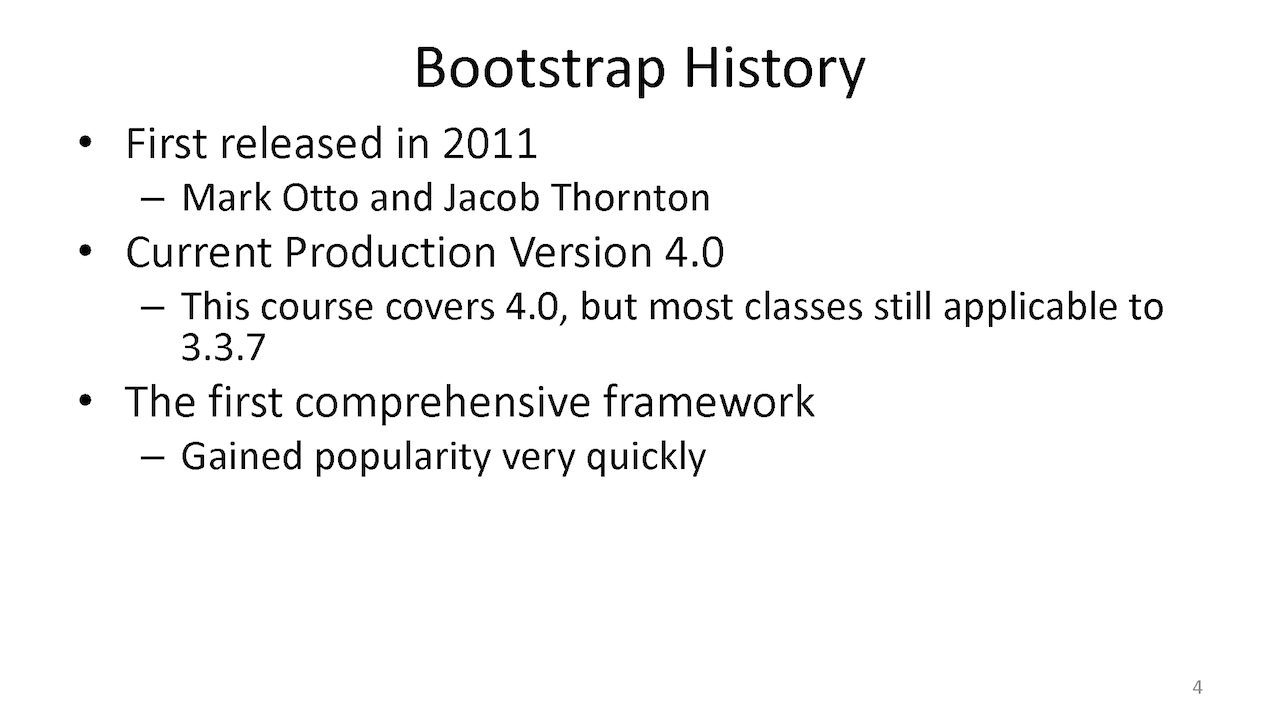 Bootstrap History
• First released in 2011
– Mark Otto and Jacob Thornton
• Current Production Version 4.0
– This course covers 4.0, but most classes still applicable to
3.3.7
• The first comprehensive framework
– Gained popularity very quickly
4